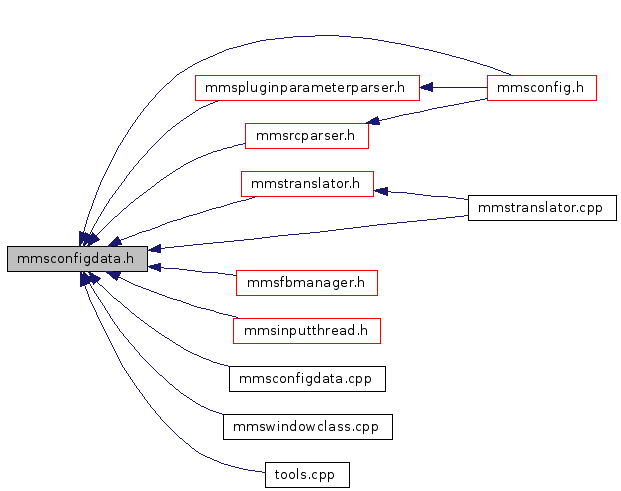 mmspluginparameterparser.h
mmsconfig.h
mmsrcparser.h
mmstranslator.h
mmstranslator.cpp
mmsconfigdata.h
mmsfbmanager.h
mmsinputthread.h
mmsconfigdata.cpp
mmswindowclass.cpp
tools.cpp